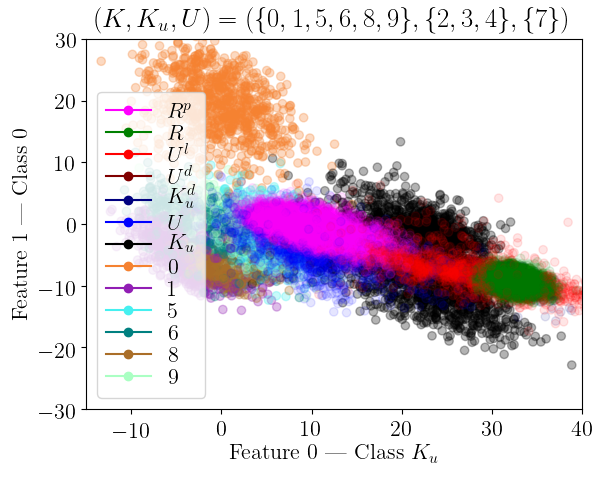 (K, K_u, U) = ({0, 1, 5, 6, 8, 9}, {2, 3, 4}, {7})
30
20
10
0
−10
−20
−30
Feature 1 — Class 0
R^p
R
U^l
U^d
K_u^d
U
K_u
0
1
5
6
8
9
−10 0 10 20 30 40
Feature 0 — Class K_u